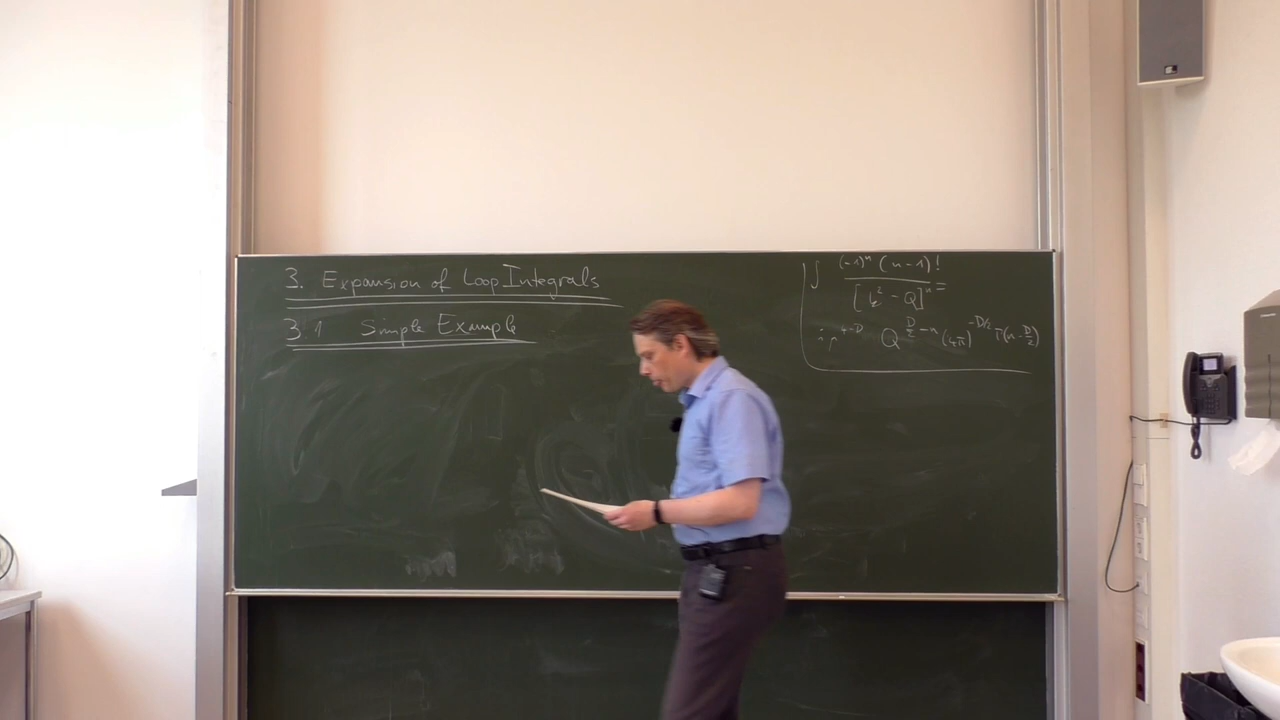 3. Expansion of Loop Integrals
3.1 Simple Example
∫ (-1)ⁿ (n-1)! / [k² - Q]ⁿ =
i μ^{4-D} Q^{D/2 - n} (4π)^{-D/2} Γ(n - D/2)